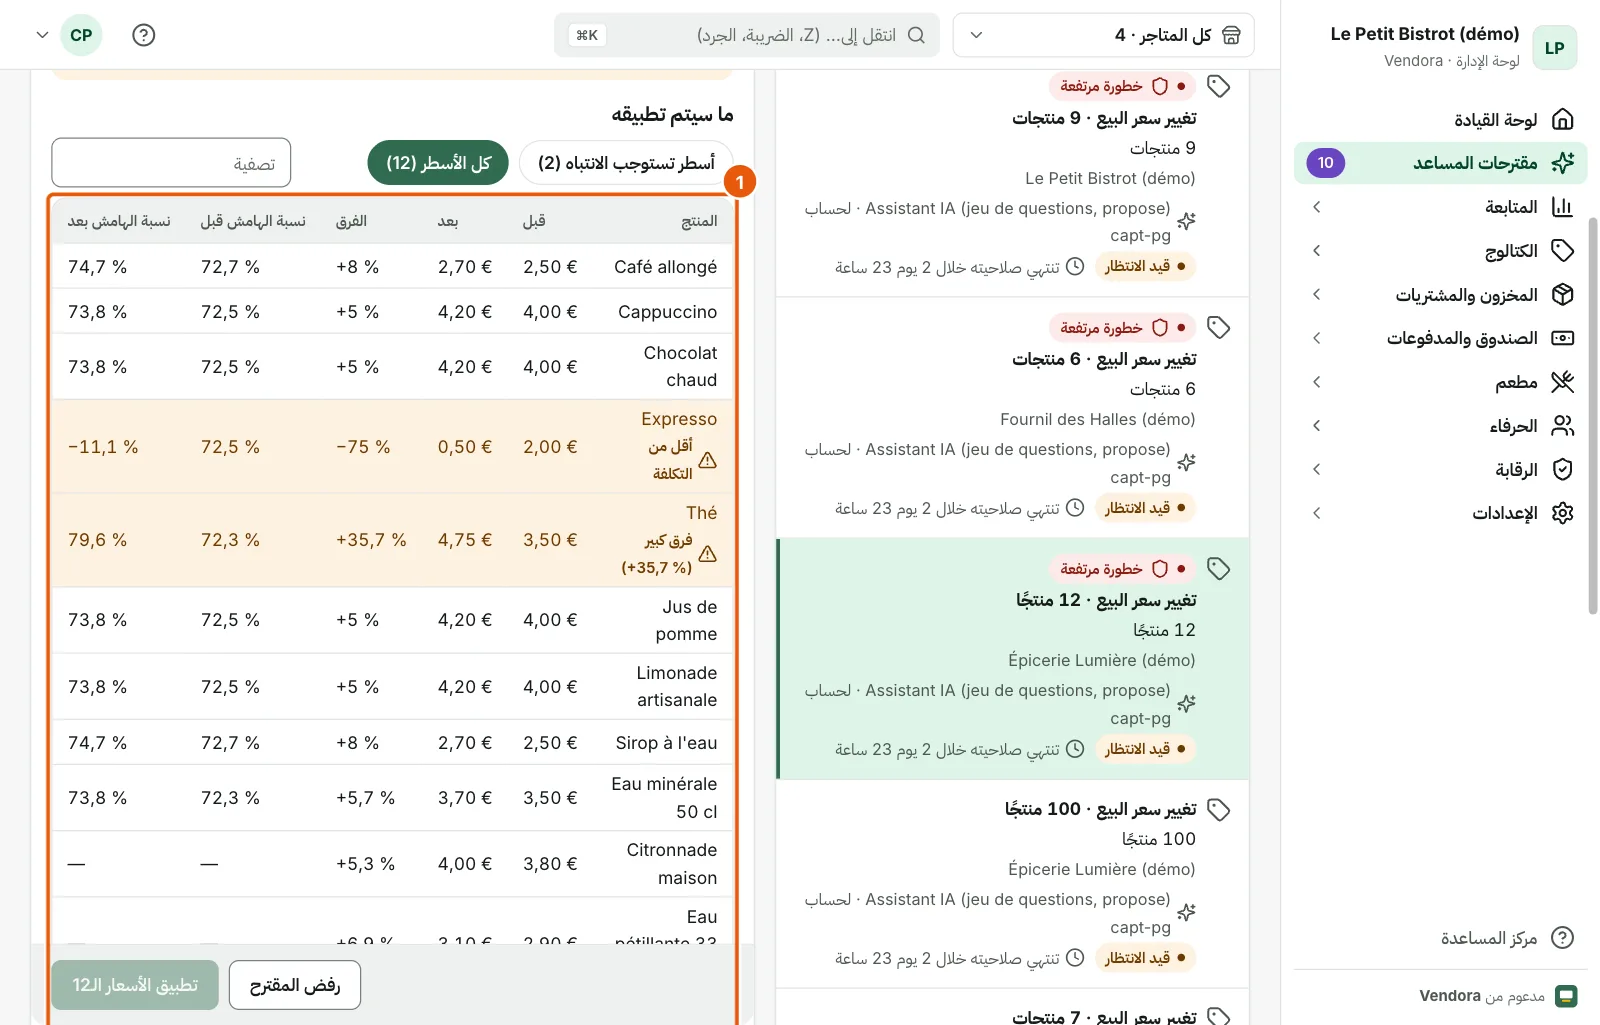 Le Petit Bistrot (démo)
لوحة الإدارة · Vendora
LP
لوحة القيادة
مقترحات المساعد
10
المتابعة
الكتالوج
المخزون والمشتريات
الصندوق والمدفوعات
مطعم
الحرفاء
الرقابة
الإعدادات
مركز المساعدة
مدعوم من Vendora
كل المتاجر · 4
انتقل إلى... (Z، الضريبة، الجرد)
⌘K
CP
خطورة مرتفعة
تغيير سعر البيع · 9 منتجات
9 منتجات
Le Petit Bistrot (démo)
Assistant IA (jeu de questions, propose) · لحساب
capt-pg
قيد الانتظار
تنتهي صلاحيته خلال 2 يوم 23 ساعة
خطورة مرتفعة
تغيير سعر البيع · 6 منتجات
6 منتجات
Fournil des Halles (démo)
Assistant IA (jeu de questions, propose) · لحساب
capt-pg
قيد الانتظار
تنتهي صلاحيته خلال 2 يوم 23 ساعة
خطورة مرتفعة
تغيير سعر البيع · 12 منتجًا
12 منتجًا
Épicerie Lumière (démo)
Assistant IA (jeu de questions, propose) · لحساب
capt-pg
قيد الانتظار
تنتهي صلاحيته خلال 2 يوم 23 ساعة
تغيير سعر البيع · 100 منتجًا
100 منتجًا
Épicerie Lumière (démo)
Assistant IA (jeu de questions, propose) · لحساب
capt-pg
قيد الانتظار
تنتهي صلاحيته خلال 2 يوم 23 ساعة
تغيير سعر البيع · 7 منتجات
ما سيتم تطبيقه
أسطر تستوجب الانتباه (2)
كل الأسطر (12)
تصفية
1
المنتج قبل بعد الفرق نسبة الهامش قبل نسبة الهامش بعد
Café allongé 2,50 € 2,70 € +8 % 72,7 % 74,7 %
Cappuccino 4,00 € 4,20 € +5 % 72,5 % 73,8 %
Chocolat
chaud 4,00 € 4,20 € +5 % 72,5 % 73,8 %
Expresso
أقل من
التكلفة 2,00 € 0,50 € −75 % 72,5 % −11,1 %
Thé
فرق كبير
(+35,7 %) 3,50 € 4,75 € +35,7 % 72,3 % 79,6 %
Jus de
pomme 4,00 € 4,20 € +5 % 72,5 % 73,8 %
Limonade
artisanale 4,00 € 4,20 € +5 % 72,5 % 73,8 %
Sirop à l'eau 2,50 € 2,70 € +8 % 72,7 % 74,7 %
Eau minérale
50 cl 3,50 € 3,70 € +5,7 % 72,3 % 73,8 %
Citronnade
maison 3,80 € 4,00 € +5,3 % — —
Eau
pétillante 33 2,90 € 3,10 € +6,9 % — —
رفض المقترح
تطبيق الأسعار الـ12